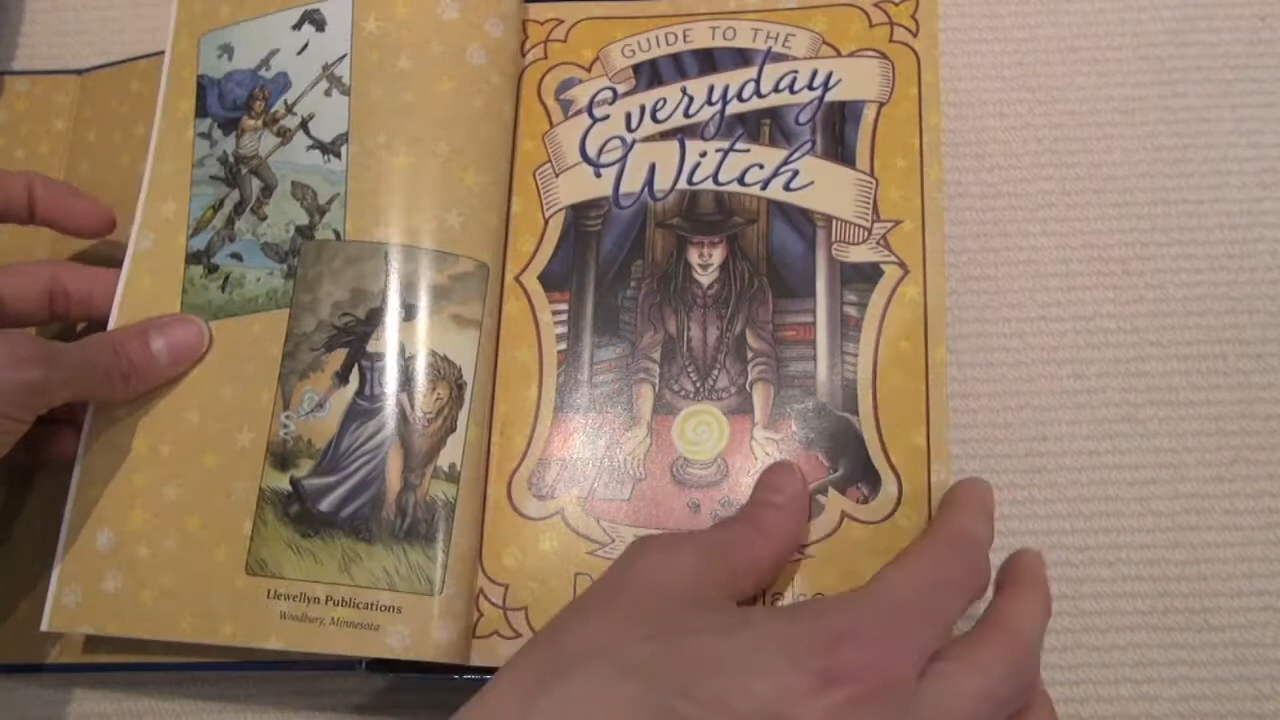 Llewellyn Publications
Woodbury, Minnesota
GUIDE TO THE
Everyday
Witch